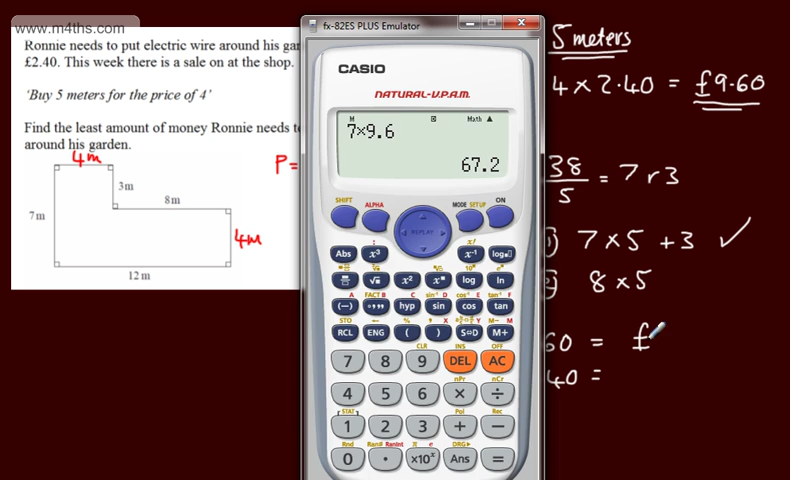 www.m4ths.com
Ronnie needs to put electric wire around his gar
£2.40. This week there is a sale on at the shop.
'Buy 5 meters for the price of 4'
Find the least amount of money Ronnie needs t
around his garden.
4m
3m
8m
7m
4m
12m
P=
fx-82ES PLUS Emulator
CASIO
NATURAL-V.P.A.M.
M Math ▲
7×9.6
67.2
SHIFT ALPHA REPLAY MODE SETUP ON
Abs x³ x⁻¹ log
x² log ln
(−) hyp sin cos tan
RCL ENG ( ) S⇔D M+
7 8 9 DEL AC
4 5 6 × ÷
1 2 3 + −
0 . ×10ˣ Ans =
5 meters
4 × 2.40 = £9.60
38/5 = 7 r 3
7 × 5 + 3 ✓
8 × 5
60 = £
40 =